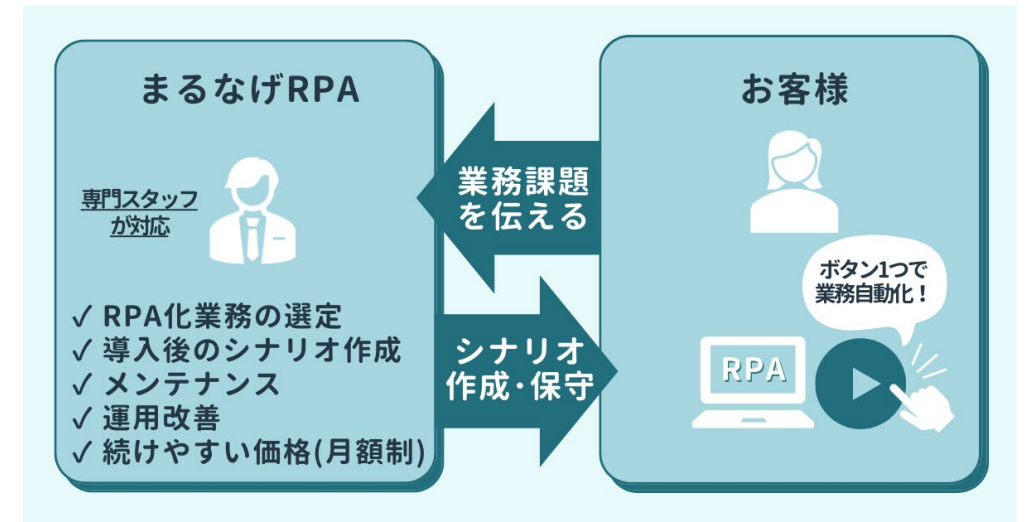 まるなげRPA
専門スタッフ
が対応
✓ RPA化業務の選定
✓ 導入後のシナリオ作成
✓ メンテナンス
✓ 運用改善
✓ 続けやすい価格(月額制)
業務課題
を伝える
シナリオ
作成・保守
お客様
ボタン1つで
業務自動化！
RPA